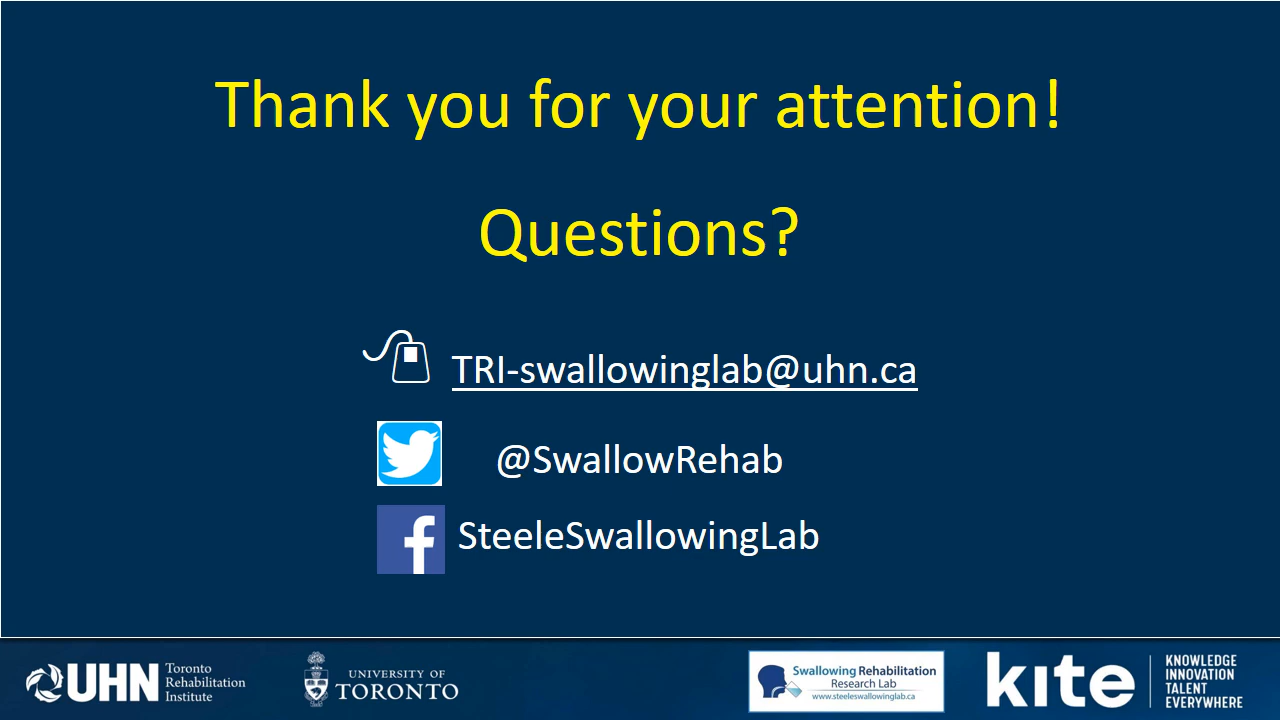 Thank you for your attention!
Questions?
TRI-swallowinglab@uhn.ca
@SwallowRehab
SteeleSwallowingLab
UHN
Toronto
Rehabilitation
Institute
UNIVERSITY OF
TORONTO
Swallowing Rehabilitation
Research Lab
www.steeleswallowinglab.ca
kite
KNOWLEDGE
INNOVATION
TALENT
EVERYWHERE